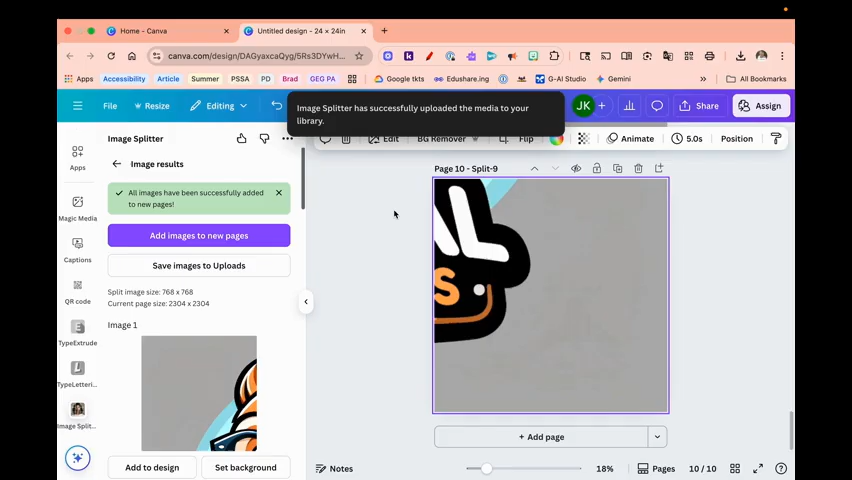 Home - Canva
Untitled design - 24 × 24in
canva.com/design/DAGyaxcaQyg/5Rs3DYwH...
Apps
Accessibility
Article
Summer
PSSA
PD
Brad
GEG PA
Google tkts
Edushare.ing
G-AI Studio
Gemini
All Bookmarks
File
Resize
Editing
Image Splitter has successfully uploaded the media to your
library.
JK
Share
Assign
Image Splitter
Edit
BG Remover
Flip
Animate
5.0s
Position
Apps
Magic Media
Captions
QR code
TypeExtrude
TypeLetteri...
Image Split...
Image results
All images have been successfully added
to new pages!
Add images to new pages
Save images to Uploads
Split image size: 768 x 768
Current page size: 2304 x 2304
Image 1
Add to design
Set background
Page 10 - Split-9
AL
S
+ Add page
Notes
18%
Pages
10 / 10